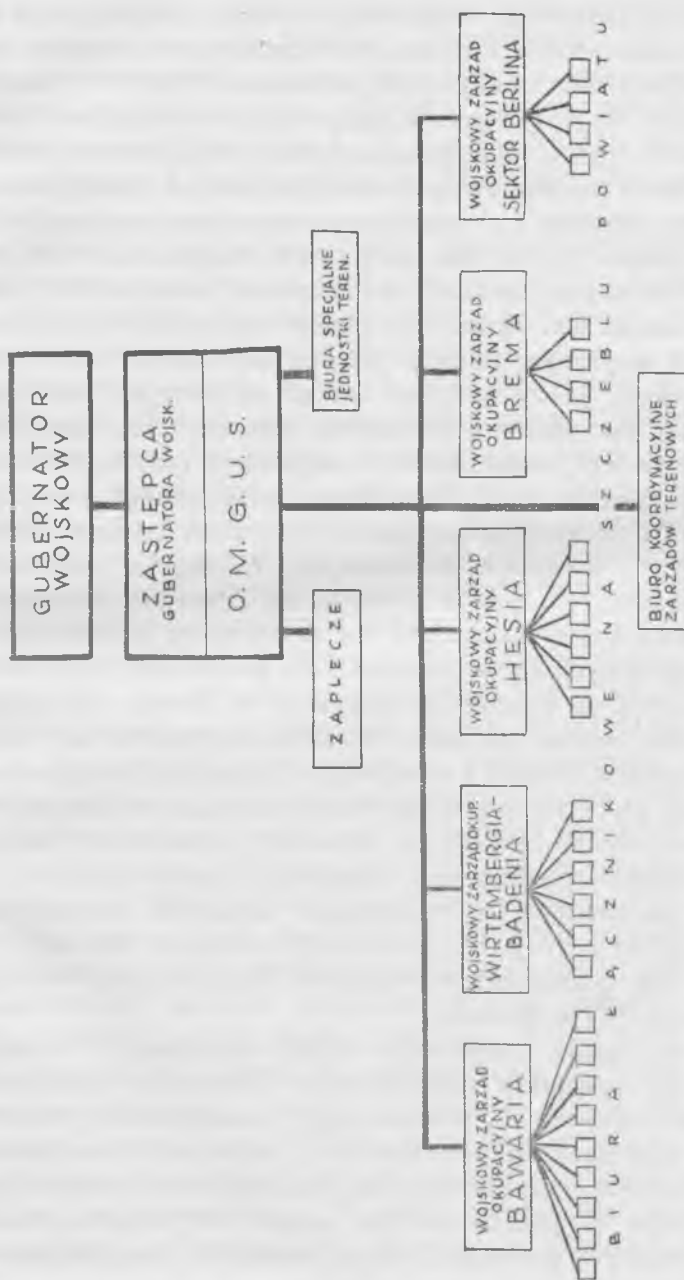 GUBERNATOR
WOJSKOWY
ZASTĘPCA
GUBERNATORA WOJSK.
O. M. G. U. S.
ZAPLECZE
BIURA SPECJALNE
JEDNOSTKI TEREN.
WOJSKOWY ZARZĄD
OKUPACYJNY
BAWARIA
WOJSKOWY ZARZĄD OKUP.
WIRTEMBERGIA-
BADENIA
WOJSKOWY ZARZĄD
OKUPACYJNY
HESIA
WOJSKOWY ZARZĄD
OKUPACYJNY
BREMA
WOJSKOWY ZARZĄD
OKUPACYJNY
SEKTOR BERLINA
BIURA ŁĄCZNIKOWE NA SZCZEBLU POWIATU
BIURO KOORDYNACYJNE
ZARZĄDÓW TERENOWYCH